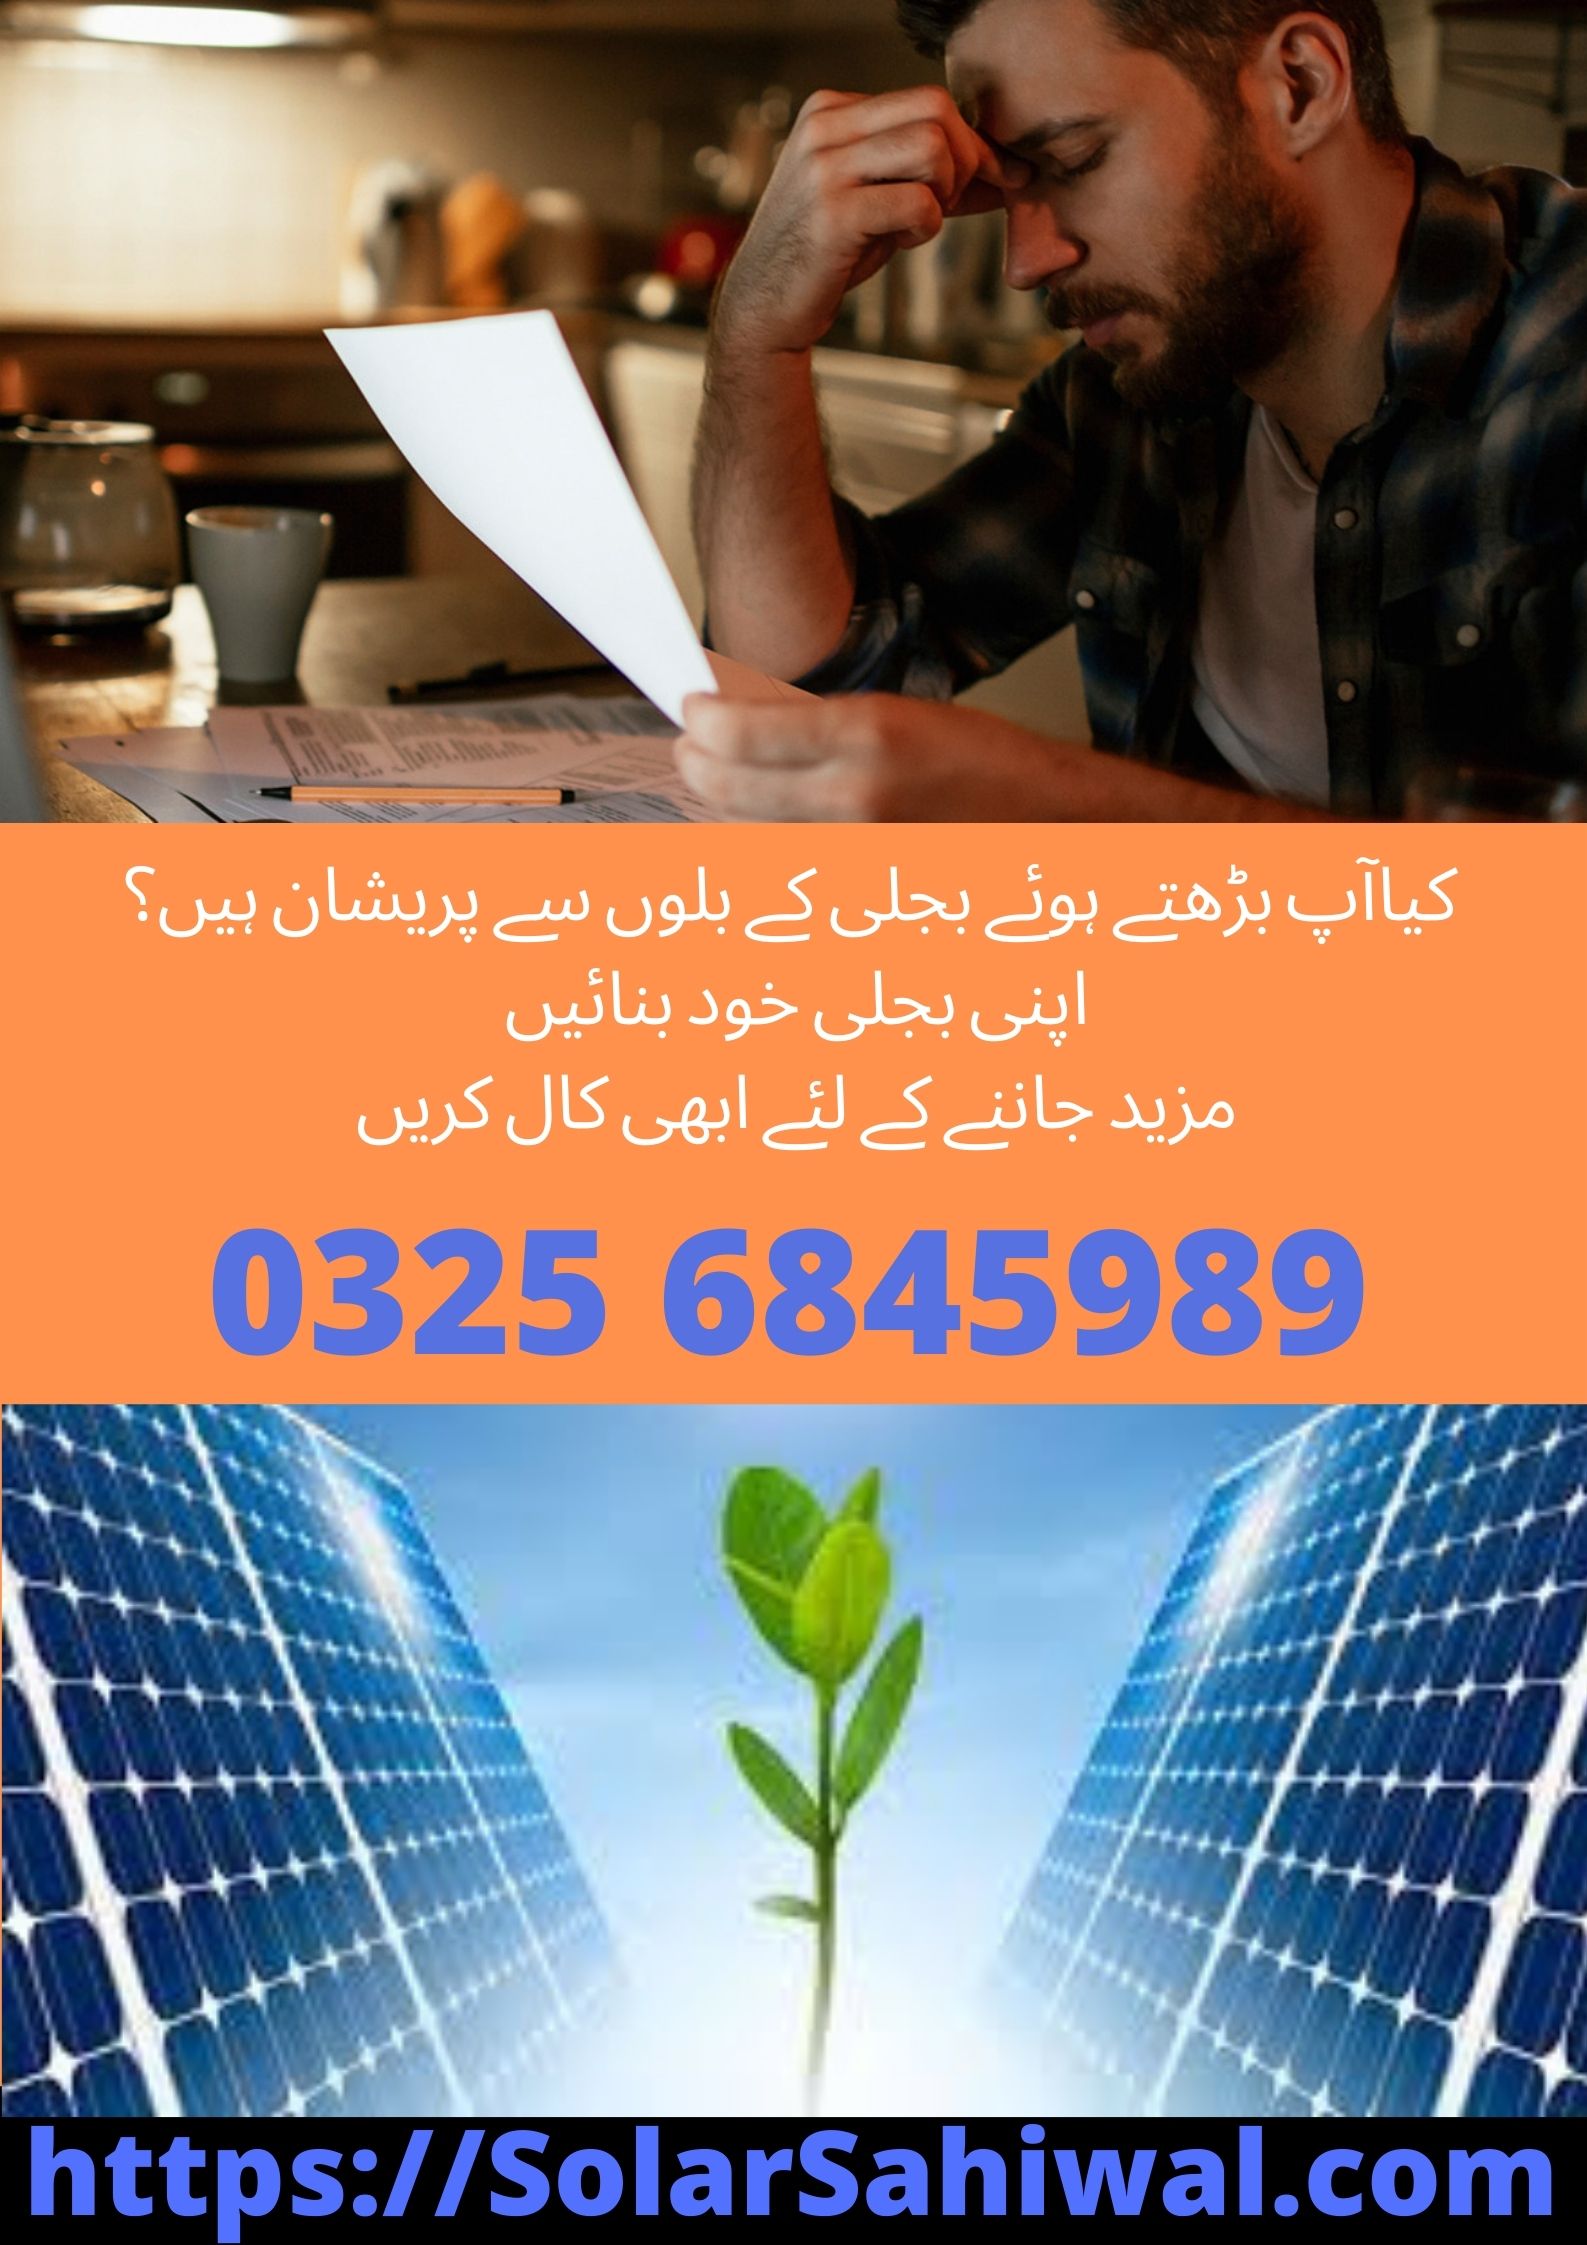 کیاآپ بڑھتے ہوئے بجلی کے بلوں سے پریشان ہیں؟
اپنی بجلی خود بنائیں
مزید جاننے کے لئے ابھی کال کریں
0325 6845989
https://SolarSahiwal.com